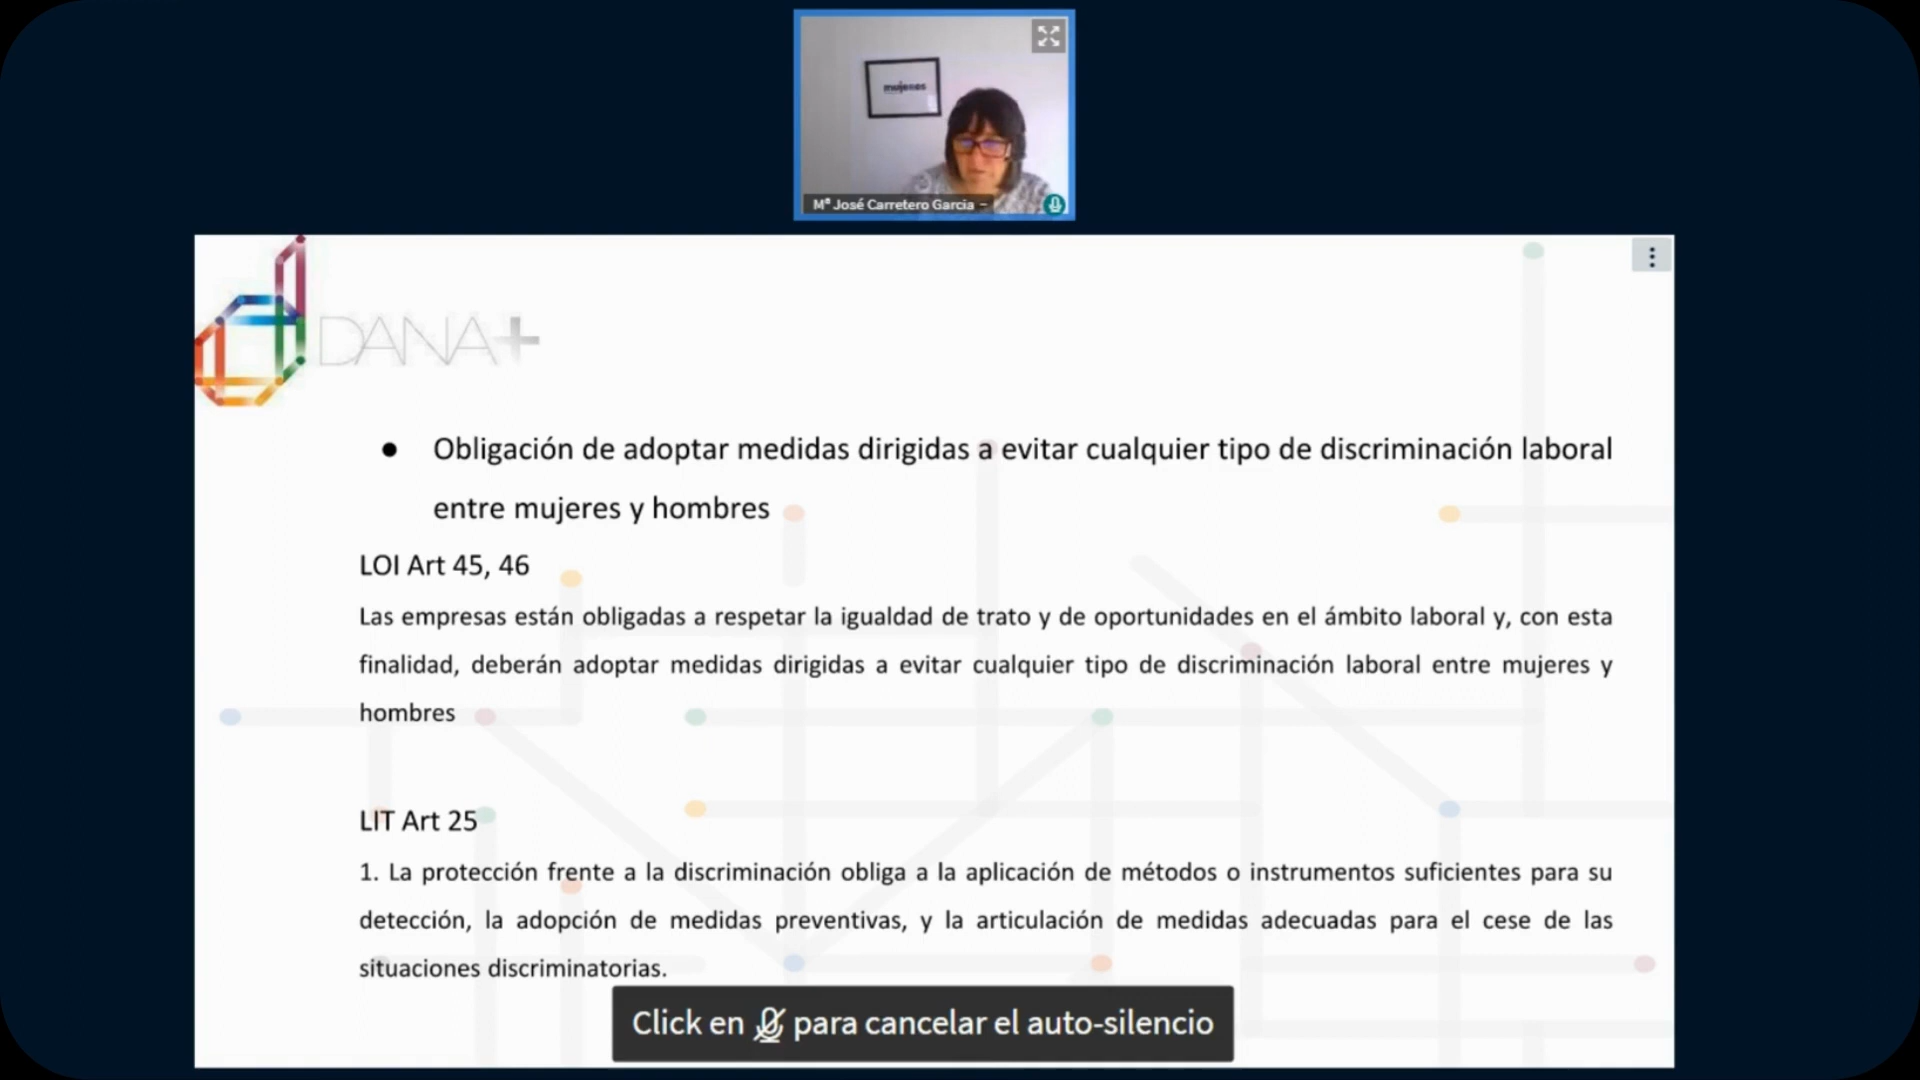 mujeres
Mª José Carretero Garcia
DANA+
● Obligación de adoptar medidas dirigidas a evitar cualquier tipo de discriminación laboral
entre mujeres y hombres
LOI Art 45, 46
Las empresas están obligadas a respetar la igualdad de trato y de oportunidades en el ámbito laboral y, con esta
finalidad, deberán adoptar medidas dirigidas a evitar cualquier tipo de discriminación laboral entre mujeres y
hombres
LIT Art 25
1. La protección frente a la discriminación obliga a la aplicación de métodos o instrumentos suficientes para su
detección, la adopción de medidas preventivas, y la articulación de medidas adecuadas para el cese de las
situaciones discriminatorias.
Click en para cancelar el auto-silencio